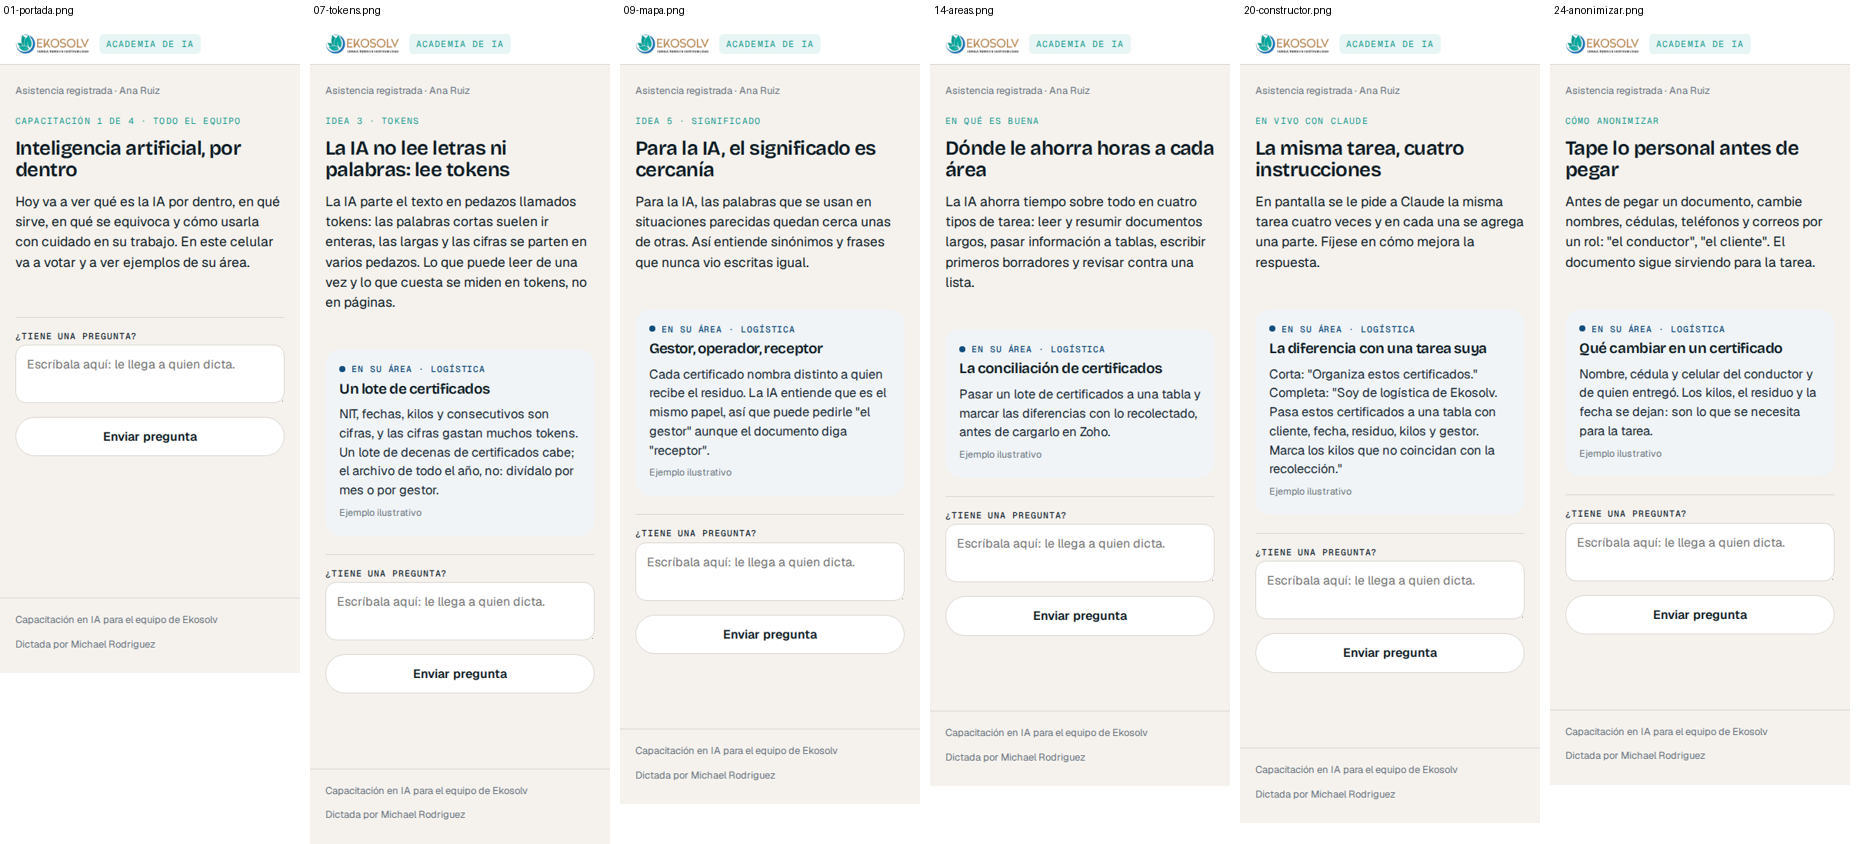 01-portada.png
EKOSOLV
ACADEMIA DE IA
Asistencia registrada · Ana Ruiz
CAPACITACIÓN 1 DE 4 · TODO EL EQUIPO
Inteligencia artificial, por
dentro
Hoy va a ver qué es la IA por dentro, en qué
sirve, en qué se equivoca y cómo usarla
con cuidado en su trabajo. En este celular
va a votar y a ver ejemplos de su área.
¿TIENE UNA PREGUNTA?
Escríbala aquí: le llega a quien dicta.
Enviar pregunta
Capacitación en IA para el equipo de Ekosolv
Dictada por Michael Rodriguez
07-tokens.png
EKOSOLV
ACADEMIA DE IA
Asistencia registrada · Ana Ruiz
IDEA 3 · TOKENS
La IA no lee letras ni
palabras: lee tokens
La IA parte el texto en pedazos llamados
tokens: las palabras cortas suelen ir
enteras, las largas y las cifras se parten en
varios pedazos. Lo que puede leer de una
vez y lo que cuesta se miden en tokens, no
en páginas.
EN SU ÁREA · LOGÍSTICA
Un lote de certificados
NIT, fechas, kilos y consecutivos son
cifras, y las cifras gastan muchos tokens.
Un lote de decenas de certificados cabe;
el archivo de todo el año, no: divídalo por
mes o por gestor.
Ejemplo ilustrativo
¿TIENE UNA PREGUNTA?
Escríbala aquí: le llega a quien dicta.
Enviar pregunta
Capacitación en IA para el equipo de Ekosolv
Dictada por Michael Rodriguez
09-mapa.png
EKOSOLV
ACADEMIA DE IA
Asistencia registrada · Ana Ruiz
IDEA 5 · SIGNIFICADO
Para la IA, el significado es
cercanía
Para la IA, las palabras que se usan en
situaciones parecidas quedan cerca unas
de otras. Así entiende sinónimos y frases
que nunca vio escritas igual.
EN SU ÁREA · LOGÍSTICA
Gestor, operador, receptor
Cada certificado nombra distinto a quien
recibe el residuo. La IA entiende que es el
mismo papel, así que puede pedirle "el
gestor" aunque el documento diga
"receptor".
Ejemplo ilustrativo
¿TIENE UNA PREGUNTA?
Escríbala aquí: le llega a quien dicta.
Enviar pregunta
Capacitación en IA para el equipo de Ekosolv
Dictada por Michael Rodriguez
14-areas.png
EKOSOLV
ACADEMIA DE IA
Asistencia registrada · Ana Ruiz
EN QUÉ ES BUENA
Dónde le ahorra horas a cada
área
La IA ahorra tiempo sobre todo en cuatro
tipos de tarea: leer y resumir documentos
largos, pasar información a tablas, escribir
primeros borradores y revisar contra una
lista.
EN SU ÁREA · LOGÍSTICA
La conciliación de certificados
Pasar un lote de certificados a una tabla y
marcar las diferencias con lo recolectado,
antes de cargarlo en Zoho.
Ejemplo ilustrativo
¿TIENE UNA PREGUNTA?
Escríbala aquí: le llega a quien dicta.
Enviar pregunta
Capacitación en IA para el equipo de Ekosolv
Dictada por Michael Rodriguez
20-constructor.png
EKOSOLV
ACADEMIA DE IA
Asistencia registrada · Ana Ruiz
EN VIVO CON CLAUDE
La misma tarea, cuatro
instrucciones
En pantalla se le pide a Claude la misma
tarea cuatro veces y en cada una se agrega
una parte. Fíjese en cómo mejora la
respuesta.
EN SU ÁREA · LOGÍSTICA
La diferencia con una tarea suya
Corta: "Organiza estos certificados."
Completa: "Soy de logística de Ekosolv.
Pasa estos certificados a una tabla con
cliente, fecha, residuo, kilos y gestor.
Marca los kilos que no coincidan con la
recolección."
Ejemplo ilustrativo
¿TIENE UNA PREGUNTA?
Escríbala aquí: le llega a quien dicta.
Enviar pregunta
Capacitación en IA para el equipo de Ekosolv
Dictada por Michael Rodriguez
24-anonimizar.png
EKOSOLV
ACADEMIA DE IA
Asistencia registrada · Ana Ruiz
CÓMO ANONIMIZAR
Tape lo personal antes de
pegar
Antes de pegar un documento, cambie
nombres, cédulas, teléfonos y correos por
un rol: "el conductor", "el cliente". El
documento sigue sirviendo para la tarea.
EN SU ÁREA · LOGÍSTICA
Qué cambiar en un certificado
Nombre, cédula y celular del conductor y
de quien entregó. Los kilos, el residuo y la
fecha se dejan: son lo que se necesita
para la tarea.
Ejemplo ilustrativo
¿TIENE UNA PREGUNTA?
Escríbala aquí: le llega a quien dicta.
Enviar pregunta
Capacitación en IA para el equipo de Ekosolv
Dictada por Michael Rodriguez